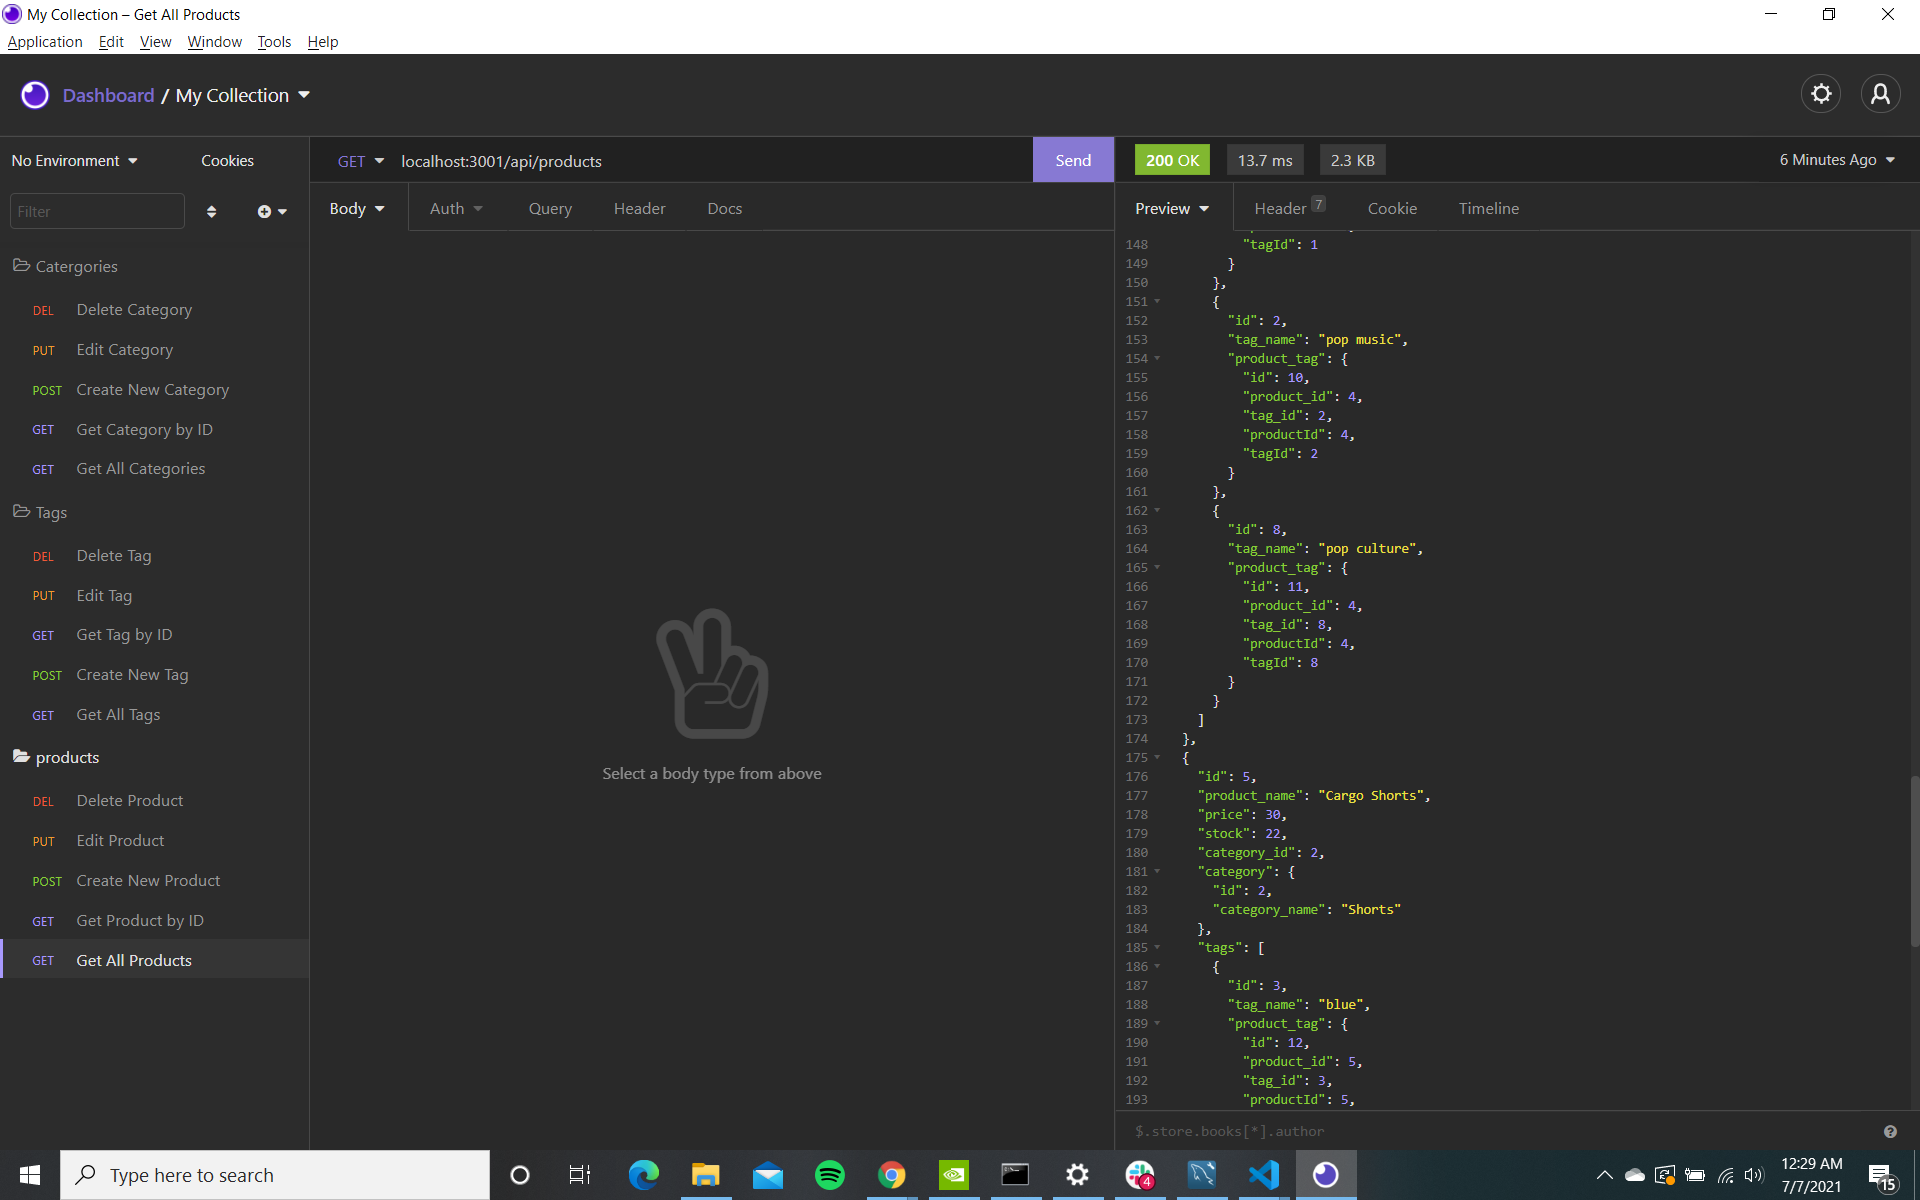 My Collection – Get All Products
Application Edit View Window Tools Help
Dashboard / My Collection
No Environment
Cookies
Filter
Catergories
DEL Delete Category
PUT Edit Category
POST Create New Category
GET Get Category by ID
GET Get All Categories
Tags
DEL Delete Tag
PUT Edit Tag
GET Get Tag by ID
POST Create New Tag
GET Get All Tags
products
DEL Delete Product
PUT Edit Product
POST Create New Product
GET Get Product by ID
GET Get All Products
GET localhost:3001/api/products Send
Body Auth Query Header Docs
Select a body type from above
200 OK 13.7 ms 2.3 KB 6 Minutes Ago
Preview Header 7 Cookie Timeline
148 "tagId": 1
149 }
150 },
151 {
152 "id": 2,
153 "tag_name": "pop music",
154 "product_tag": {
155 "id": 10,
156 "product_id": 4,
157 "tag_id": 2,
158 "productId": 4,
159 "tagId": 2
160 }
161 },
162 {
163 "id": 8,
164 "tag_name": "pop culture",
165 "product_tag": {
166 "id": 11,
167 "product_id": 4,
168 "tag_id": 8,
169 "productId": 4,
170 "tagId": 8
171 }
172 }
173 ]
174 },
175 {
176 "id": 5,
177 "product_name": "Cargo Shorts",
178 "price": 30,
179 "stock": 22,
180 "category_id": 2,
181 "category": {
182 "id": 2,
183 "category_name": "Shorts"
184 },
185 "tags": [
186 {
187 "id": 3,
188 "tag_name": "blue",
189 "product_tag": {
190 "id": 12,
191 "product_id": 5,
192 "tag_id": 3,
193 "productId": 5,
$.store.books[*].author
Type here to search
4
12:29 AM
7/7/2021
15